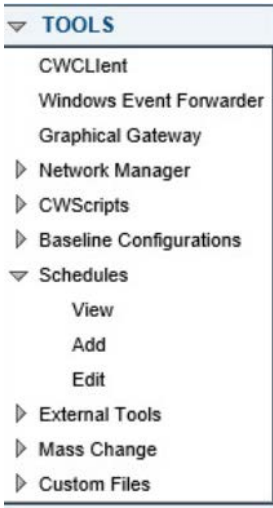 TOOLS
CWCLIent
Windows Event Forwarder
Graphical Gateway
Network Manager
CWScripts
Baseline Configurations
Schedules
View
Add
Edit
External Tools
Mass Change
Custom Files